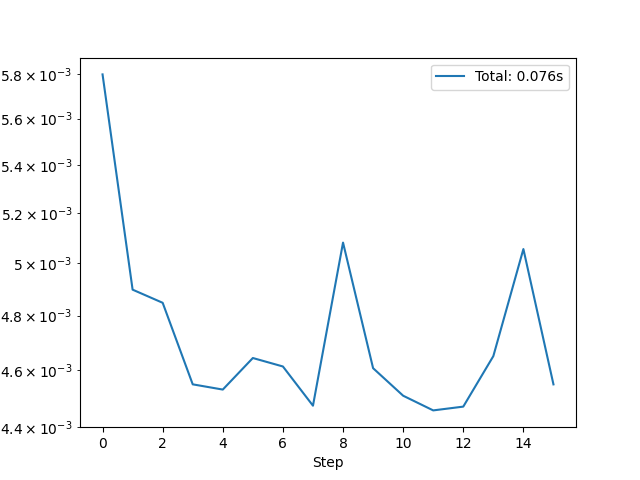 Total: 0.076s
5.8 × 10⁻³
5.6 × 10⁻³
5.4 × 10⁻³
5.2 × 10⁻³
5 × 10⁻³
4.8 × 10⁻³
4.6 × 10⁻³
4.4 × 10⁻³
0 2 4 6 8 10 12 14
Step